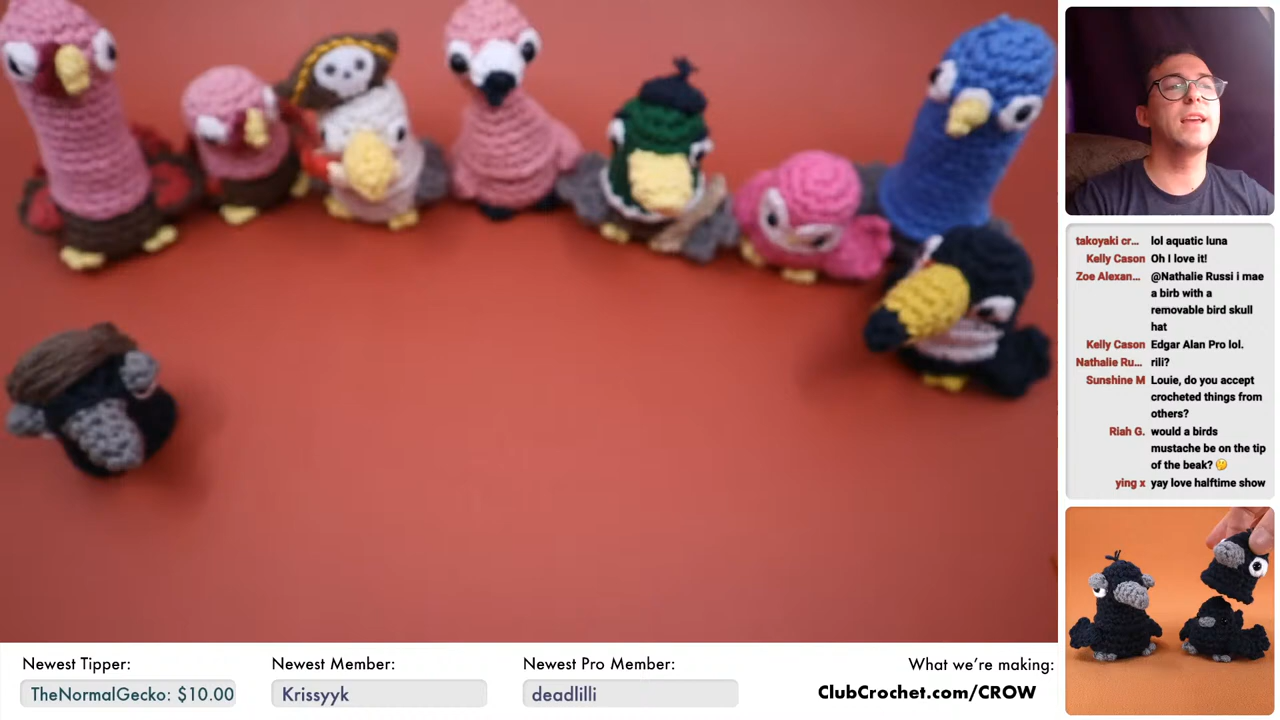 takoyaki cr... lol aquatic luna
Kelly Cason Oh I love it!
Zoe Alexan... @Nathalie Russi i mae
a birb with a
removable bird skull
hat
Kelly Cason Edgar Alan Pro lol.
Nathalie Ru... rili?
Sunshine M Louie, do you accept
crocheted things from
others?
Riah G. would a birds
mustache be on the tip
of the beak? 🤔
ying x yay love halftime show
Newest Tipper:
TheNormalGecko: $10.00
Newest Member:
Krissyyk
Newest Pro Member:
deadlilli
What we're making:
ClubCrochet.com/CROW